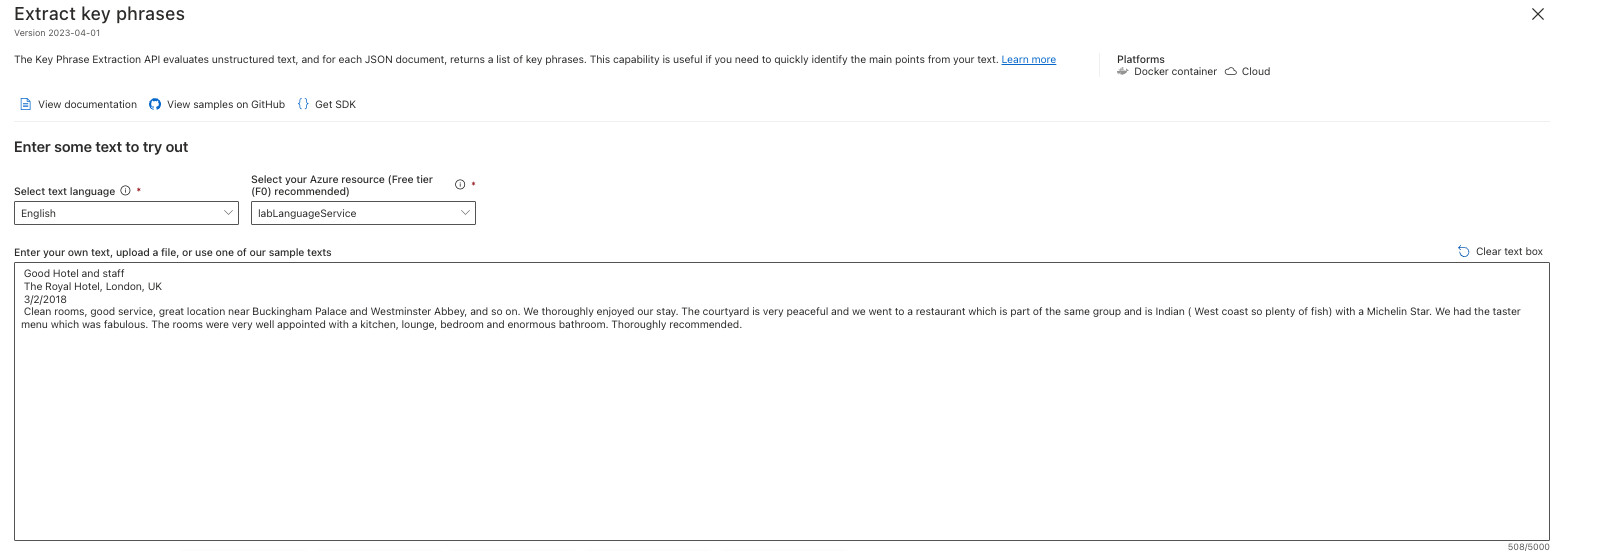 Extract key phrases
Version 2023-04-01
The Key Phrase Extraction API evaluates unstructured text, and for each JSON document, returns a list of key phrases. This capability is useful if you need to quickly identify the main points from your text. Learn more
Platforms
Docker container Cloud
View documentation View samples on GitHub {} Get SDK
Enter some text to try out
Select text language * 
Select your Azure resource (Free tier
(F0) recommended) *
English
labLanguageService
Enter your own text, upload a file, or use one of our sample texts
Clear text box
Good Hotel and staff
The Royal Hotel, London, UK
3/2/2018
Clean rooms, good service, great location near Buckingham Palace and Westminster Abbey, and so on. We thoroughly enjoyed our stay. The courtyard is very peaceful and we went to a restaurant which is part of the same group and is Indian ( West coast so plenty of fish) with a Michelin Star. We had the taster
menu which was fabulous. The rooms were very well appointed with a kitchen, lounge, bedroom and enormous bathroom. Thoroughly recommended.
508/5000